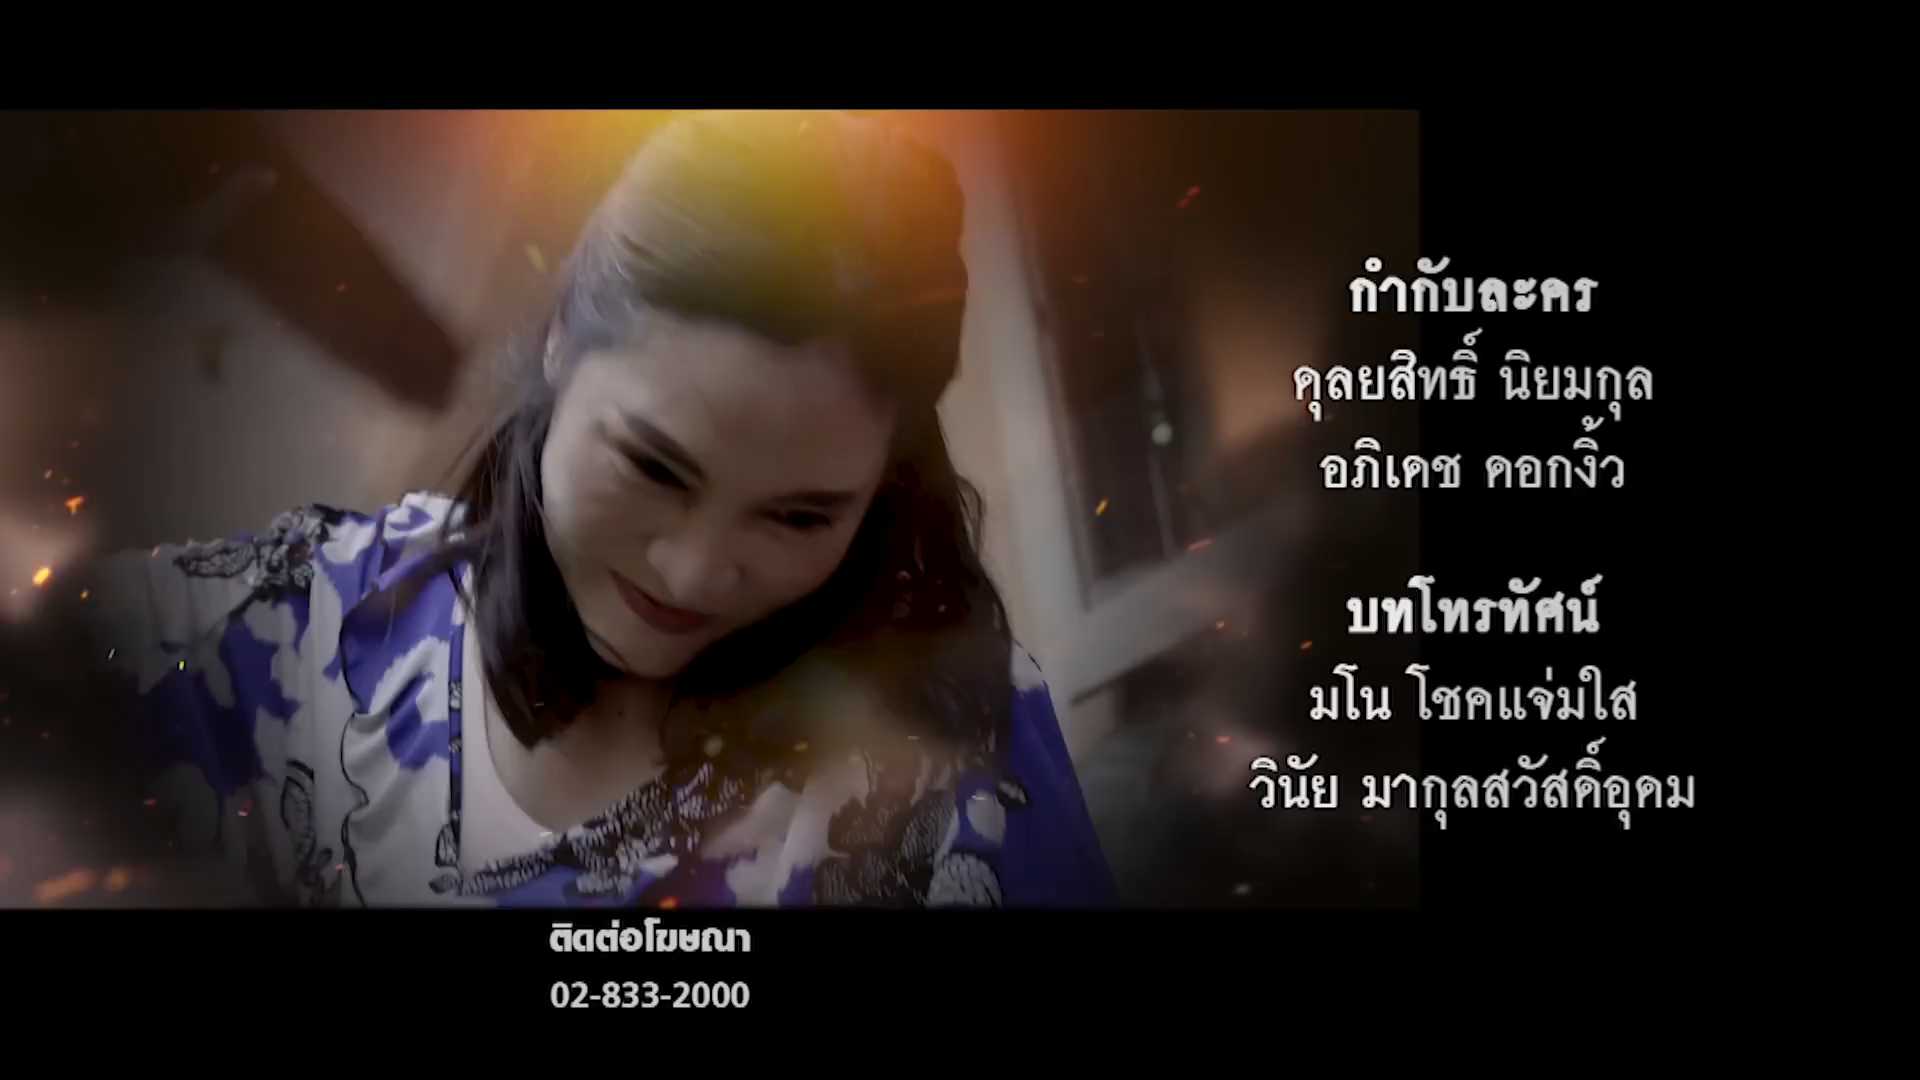 กำกับละคร
ดุลยสิทธิ์ นิยมกุล
อภิเดช ดอกงิ้ว
บทโทรทัศน์
มโน โชคแจ่มใส
วินัย มากุลสวัสดิ์อุดม
ติดต่อโฆษณา
02-833-2000